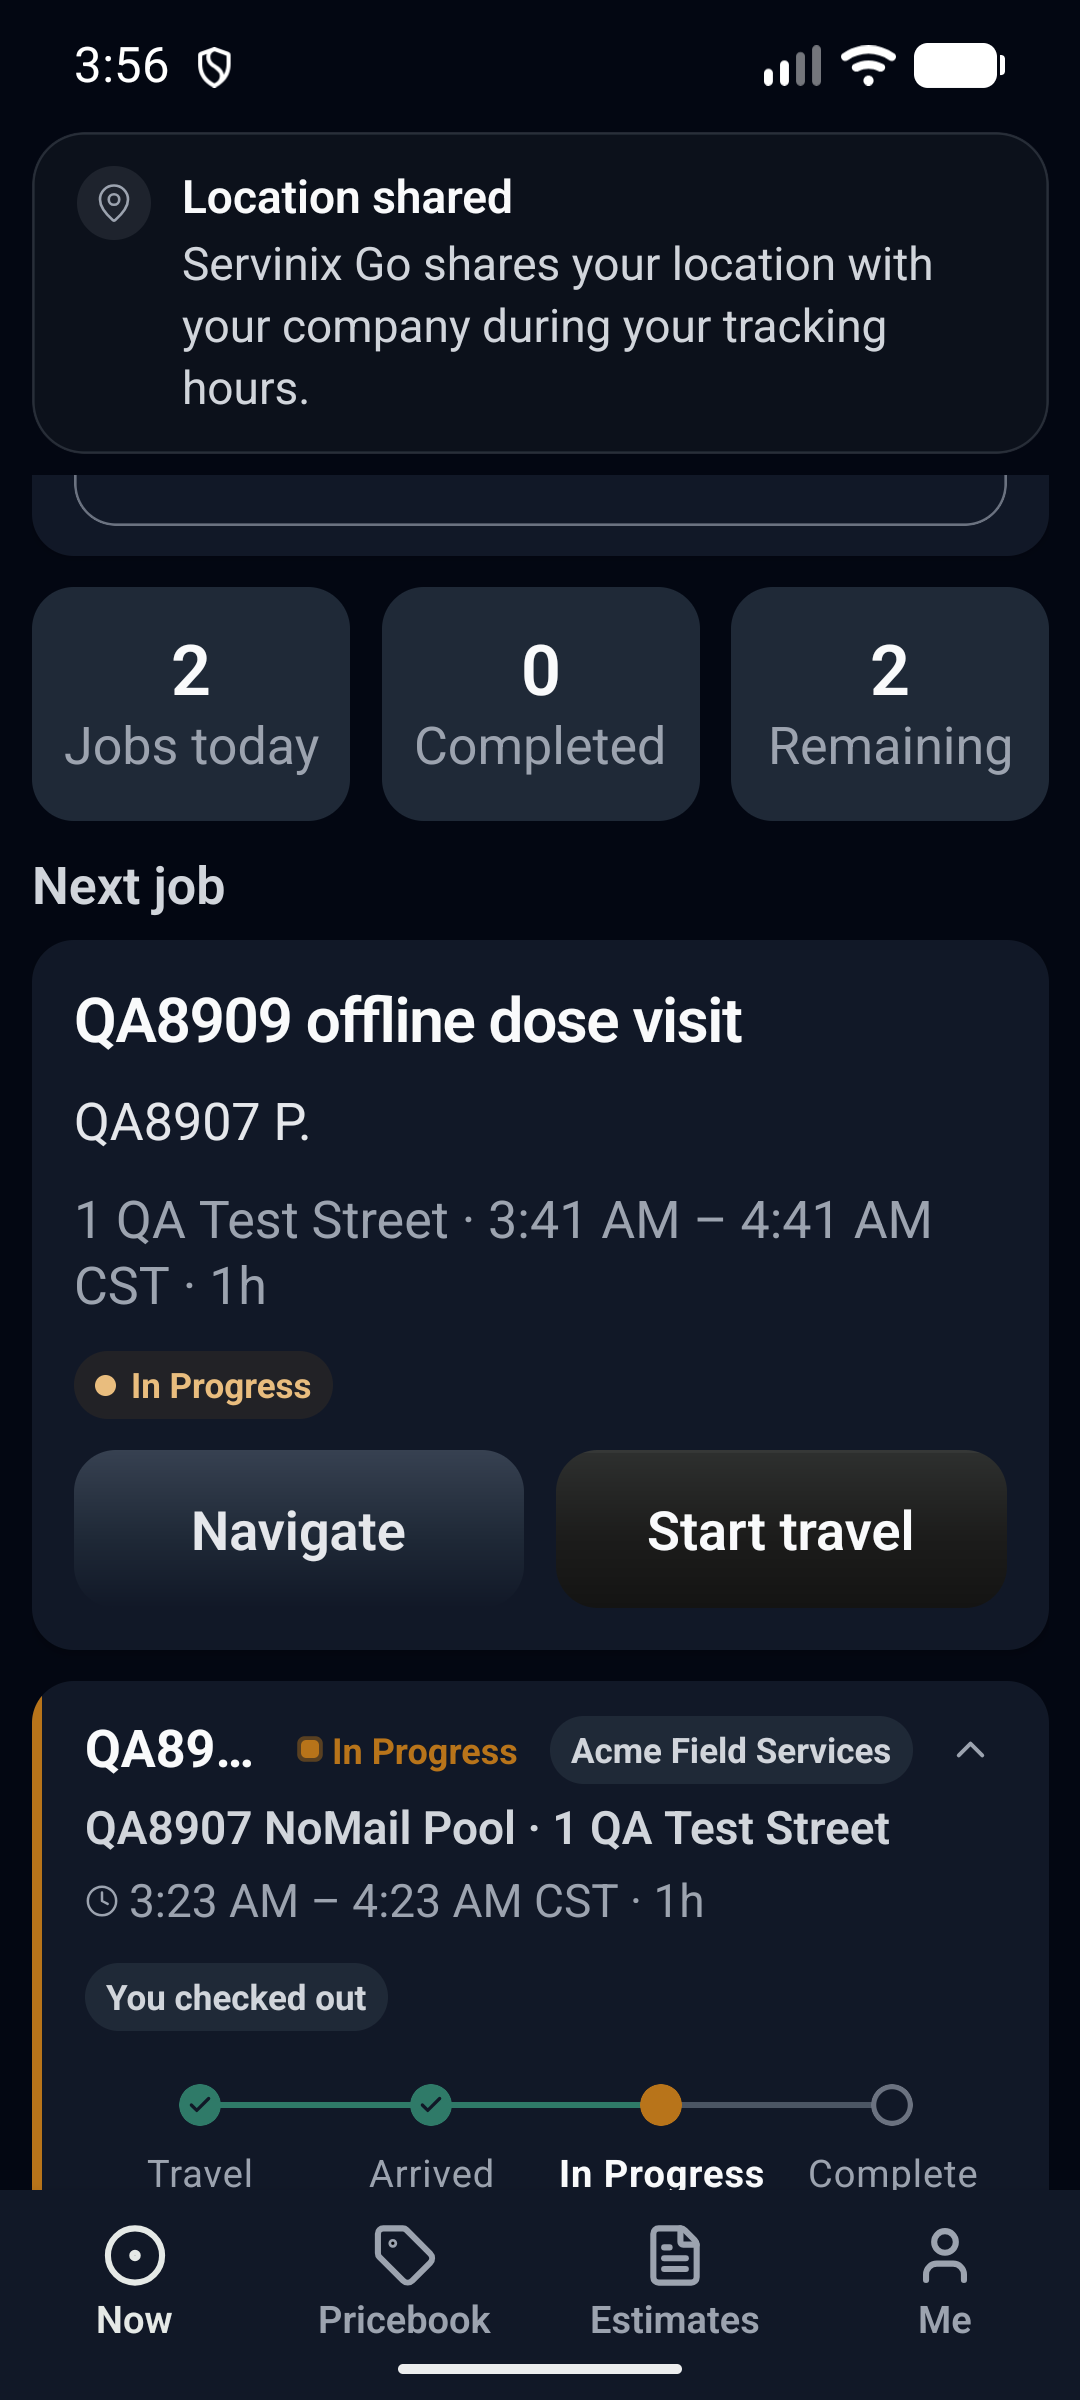 3:56
Location shared
Servinix Go shares your location with
your company during your tracking
hours.
2
Jobs today
0
Completed
2
Remaining
Next job
QA8909 offline dose visit
QA8907 P.
1 QA Test Street · 3:41 AM – 4:41 AM
CST · 1h
In Progress
Navigate
Start travel
QA89...
In Progress
Acme Field Services
QA8907 NoMail Pool · 1 QA Test Street
3:23 AM – 4:23 AM CST · 1h
You checked out
Travel
Arrived
In Progress
Complete
Now
Pricebook
Estimates
Me